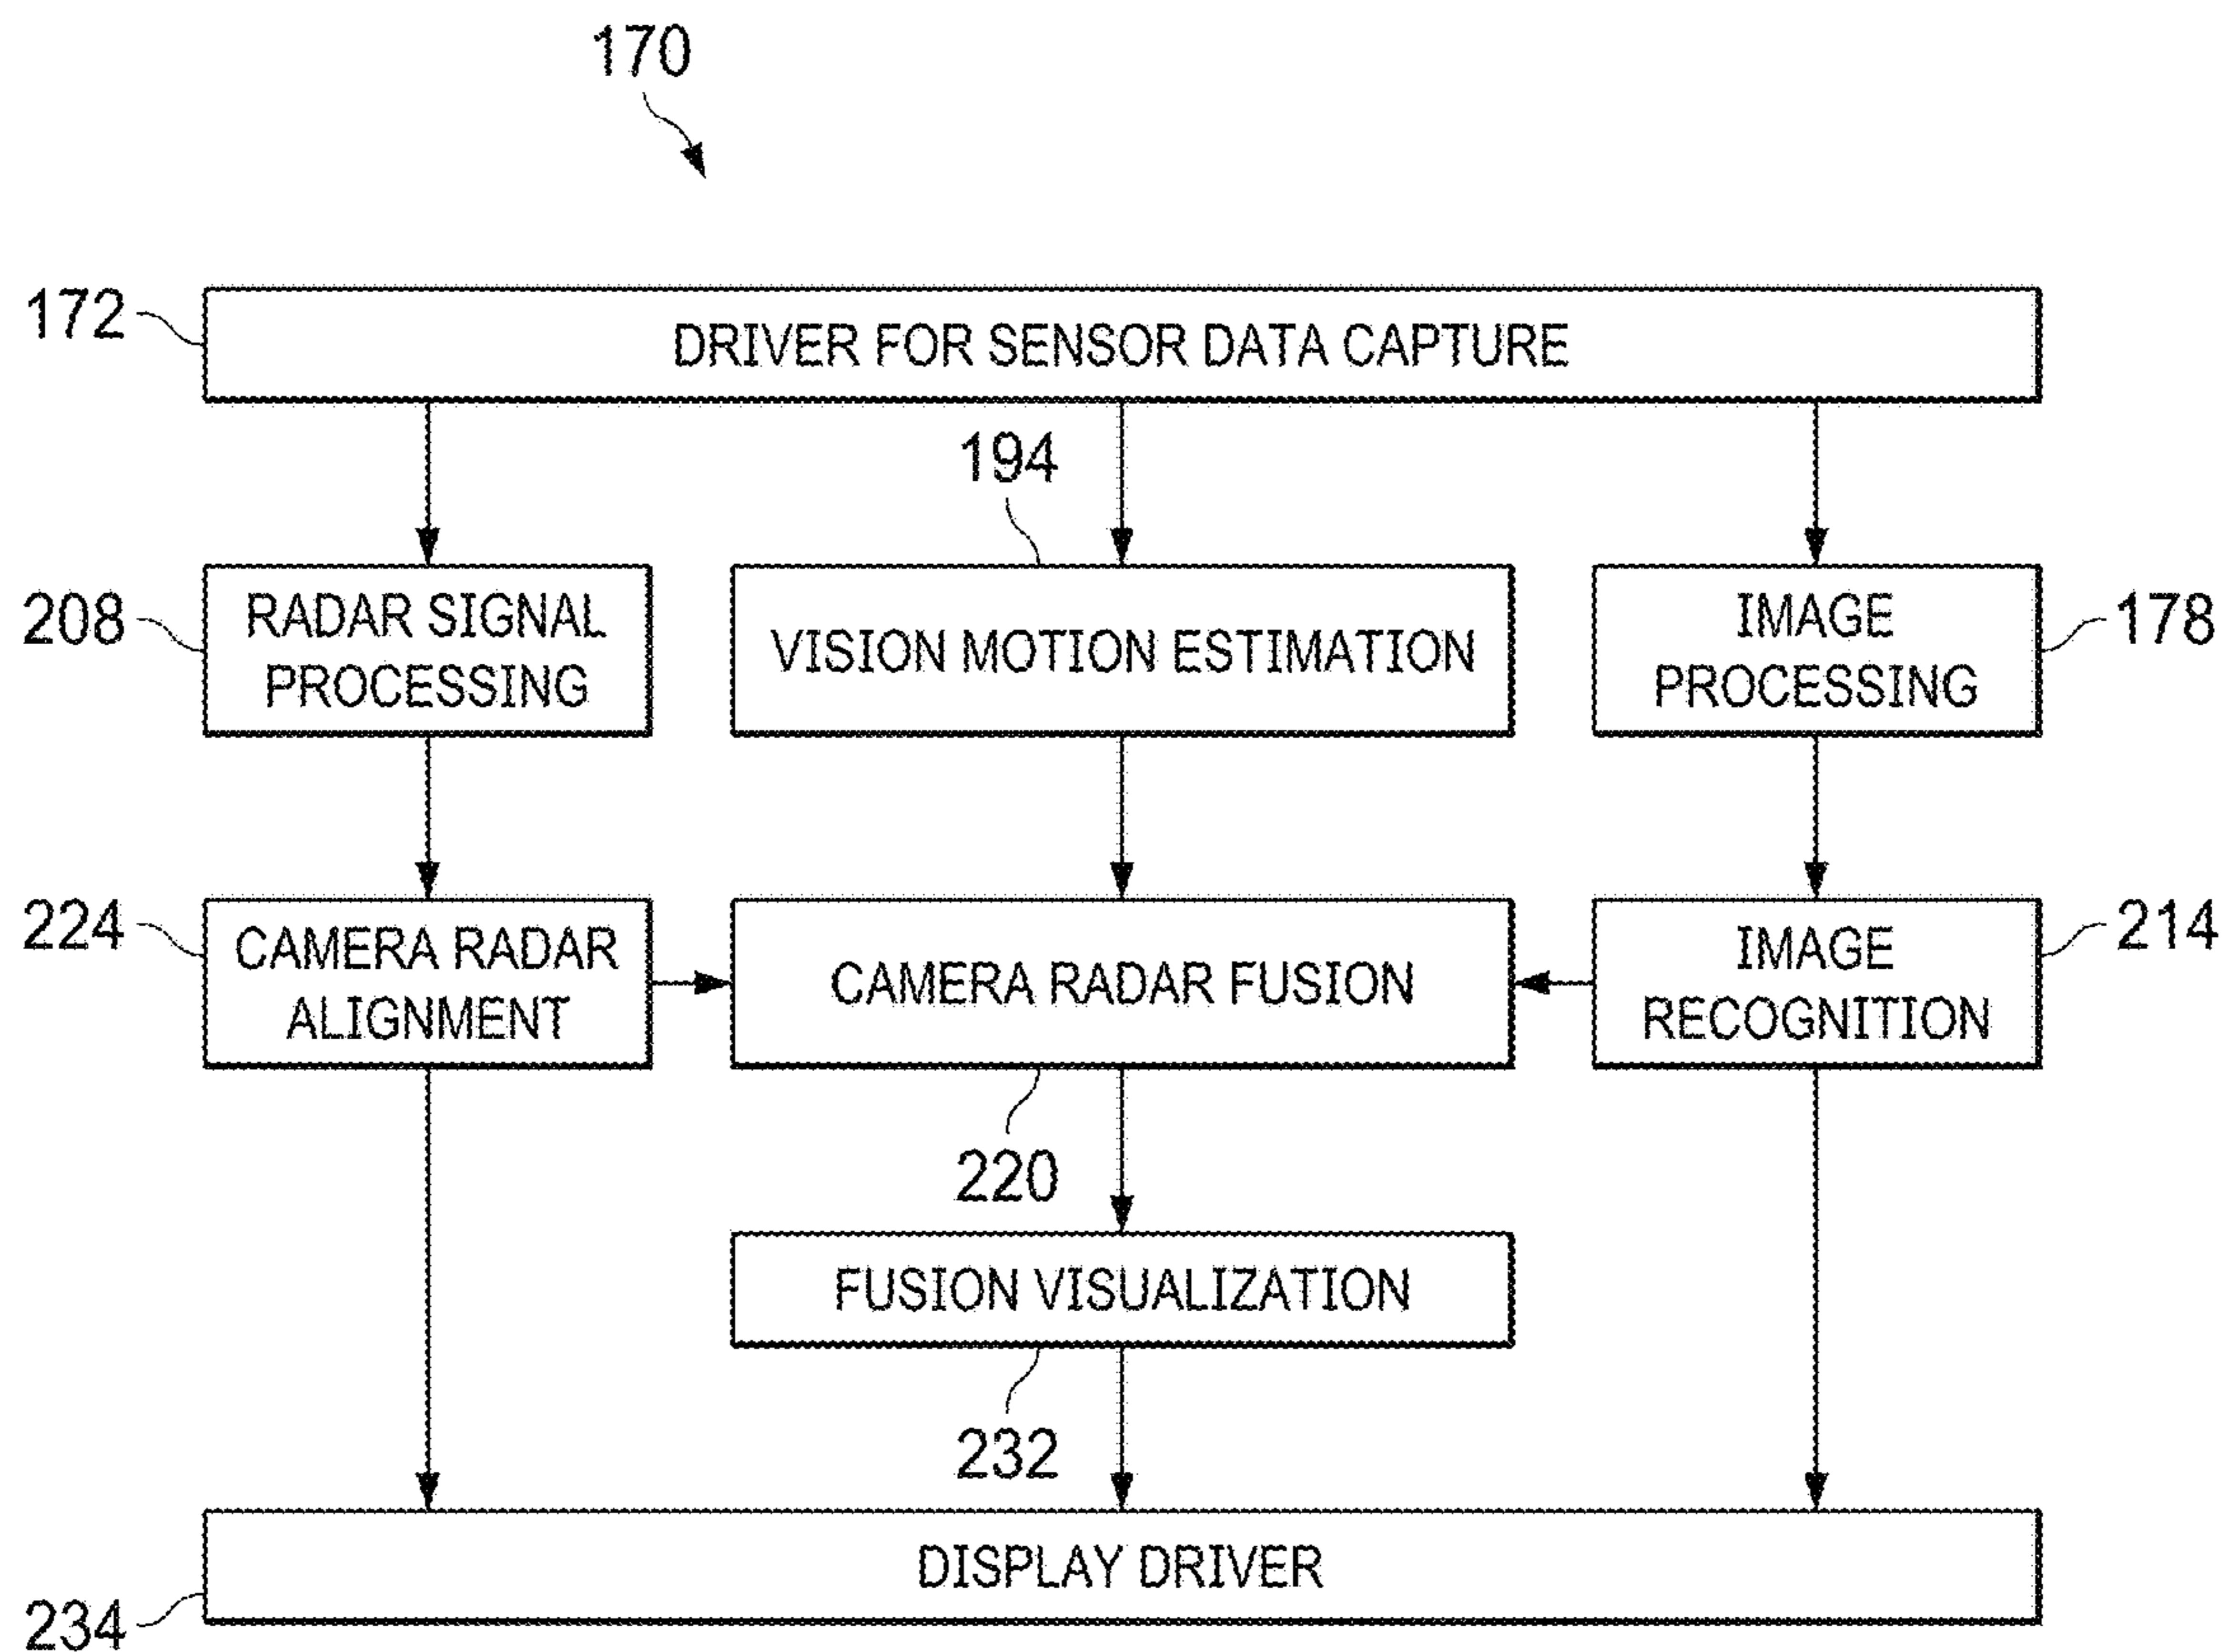 170
172
DRIVER FOR SENSOR DATA CAPTURE
194
208
RADAR SIGNAL
PROCESSING
VISION MOTION ESTIMATION
IMAGE
PROCESSING
178
224
CAMERA RADAR
ALIGNMENT
CAMERA RADAR FUSION
IMAGE
RECOGNITION
214
220
FUSION VISUALIZATION
232
DISPLAY DRIVER
234